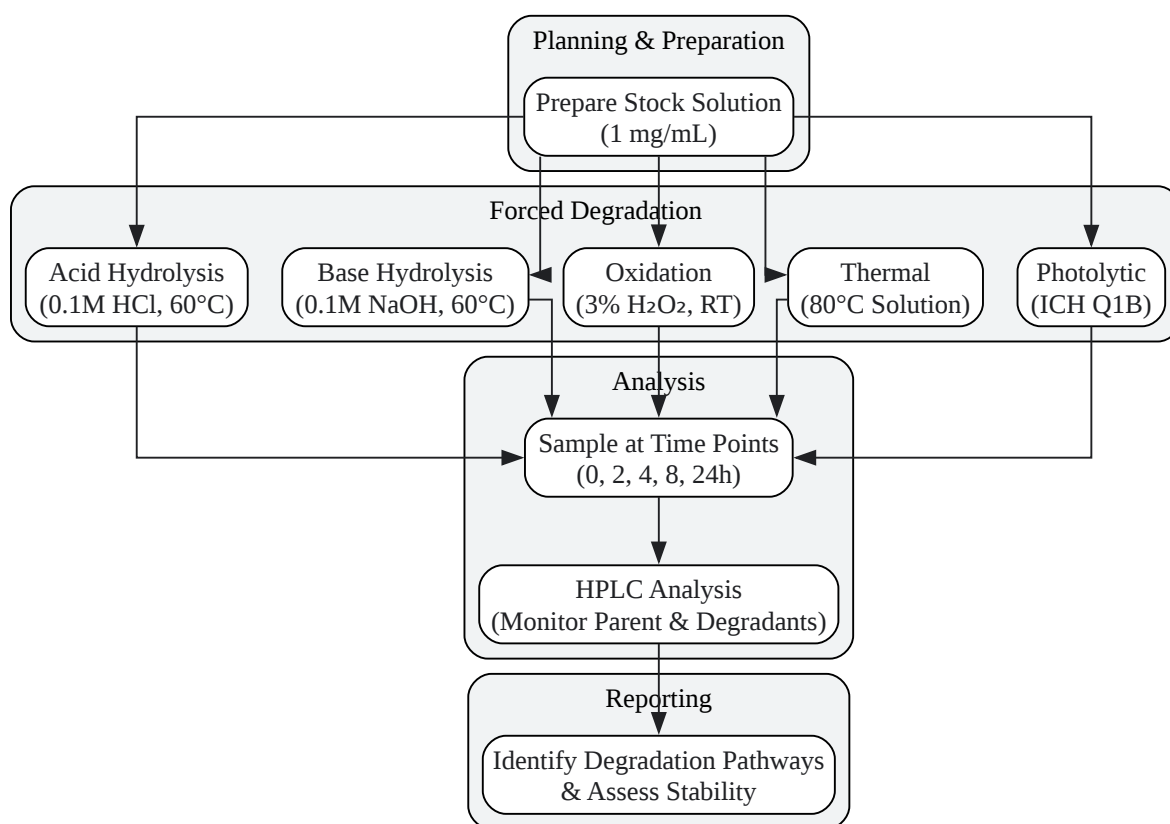 Planning & Preparation
Prepare Stock Solution
(1 mg/mL)
Forced Degradation
Acid Hydrolysis
(0.1M HCl, 60°C)
Base Hydrolysis
(0.1M NaOH, 60°C)
Oxidation
(3% H₂O₂, RT)
Thermal
(80°C Solution)
Photolytic
(ICH Q1B)
Analysis
Sample at Time Points
(0, 2, 4, 8, 24h)
HPLC Analysis
(Monitor Parent & Degradants)
Reporting
Identify Degradation Pathways
& Assess Stability